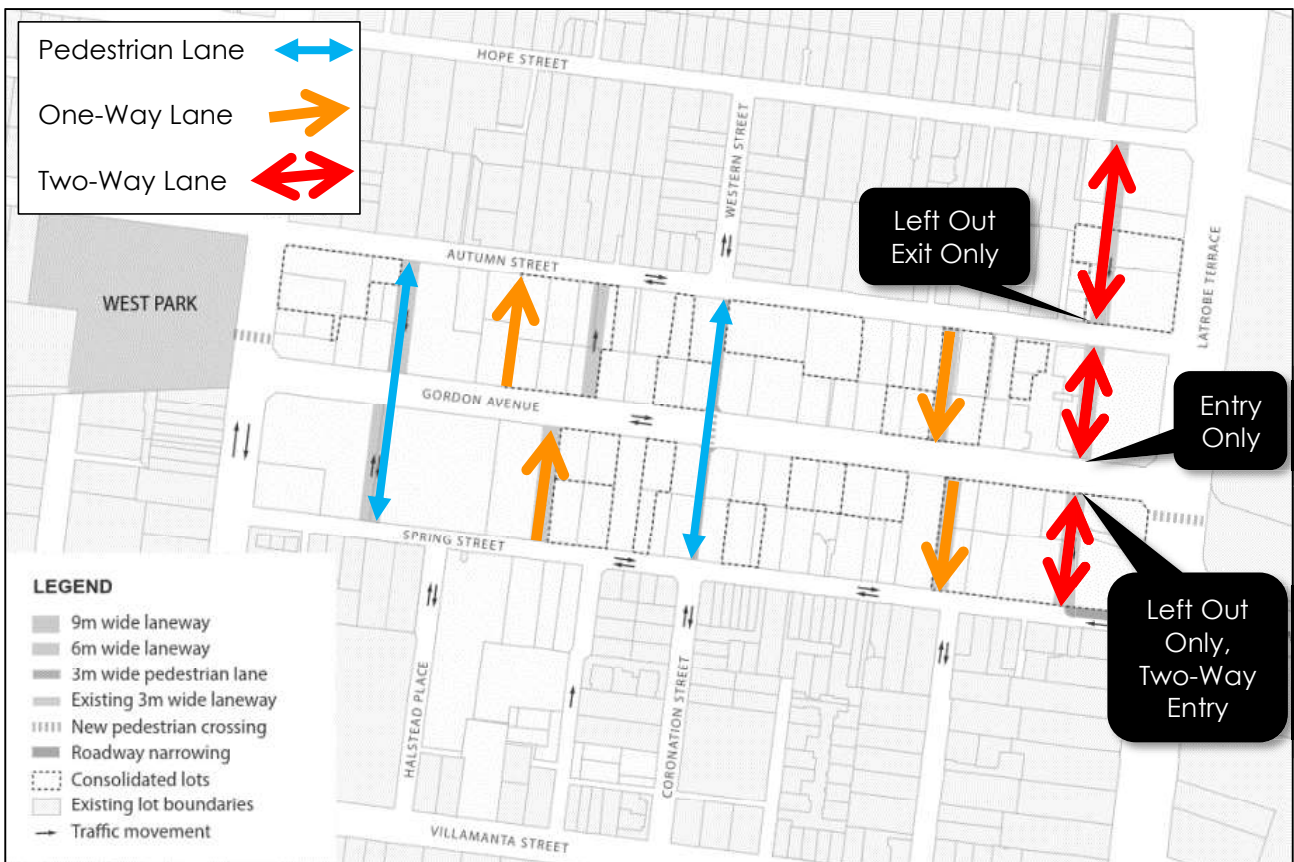 Pedestrian Lane
One-Way Lane
Two-Way Lane
HOPE STREET
WESTERN STREET
Left Out
Exit Only
LATROBE TERRACE
AUTUMN STREET
WEST PARK
GORDON AVENUE
Entry
Only
SPRING STREET
Left Out
Only,
Two-Way
Entry
HALSTEAD PLACE
CORONATION STREET
VILLAMANTA STREET
LEGEND
9m wide laneway
6m wide laneway
3m wide pedestrian lane
Existing 3m wide laneway
New pedestrian crossing
Roadway narrowing
Consolidated lots
Existing lot boundaries
Traffic movement